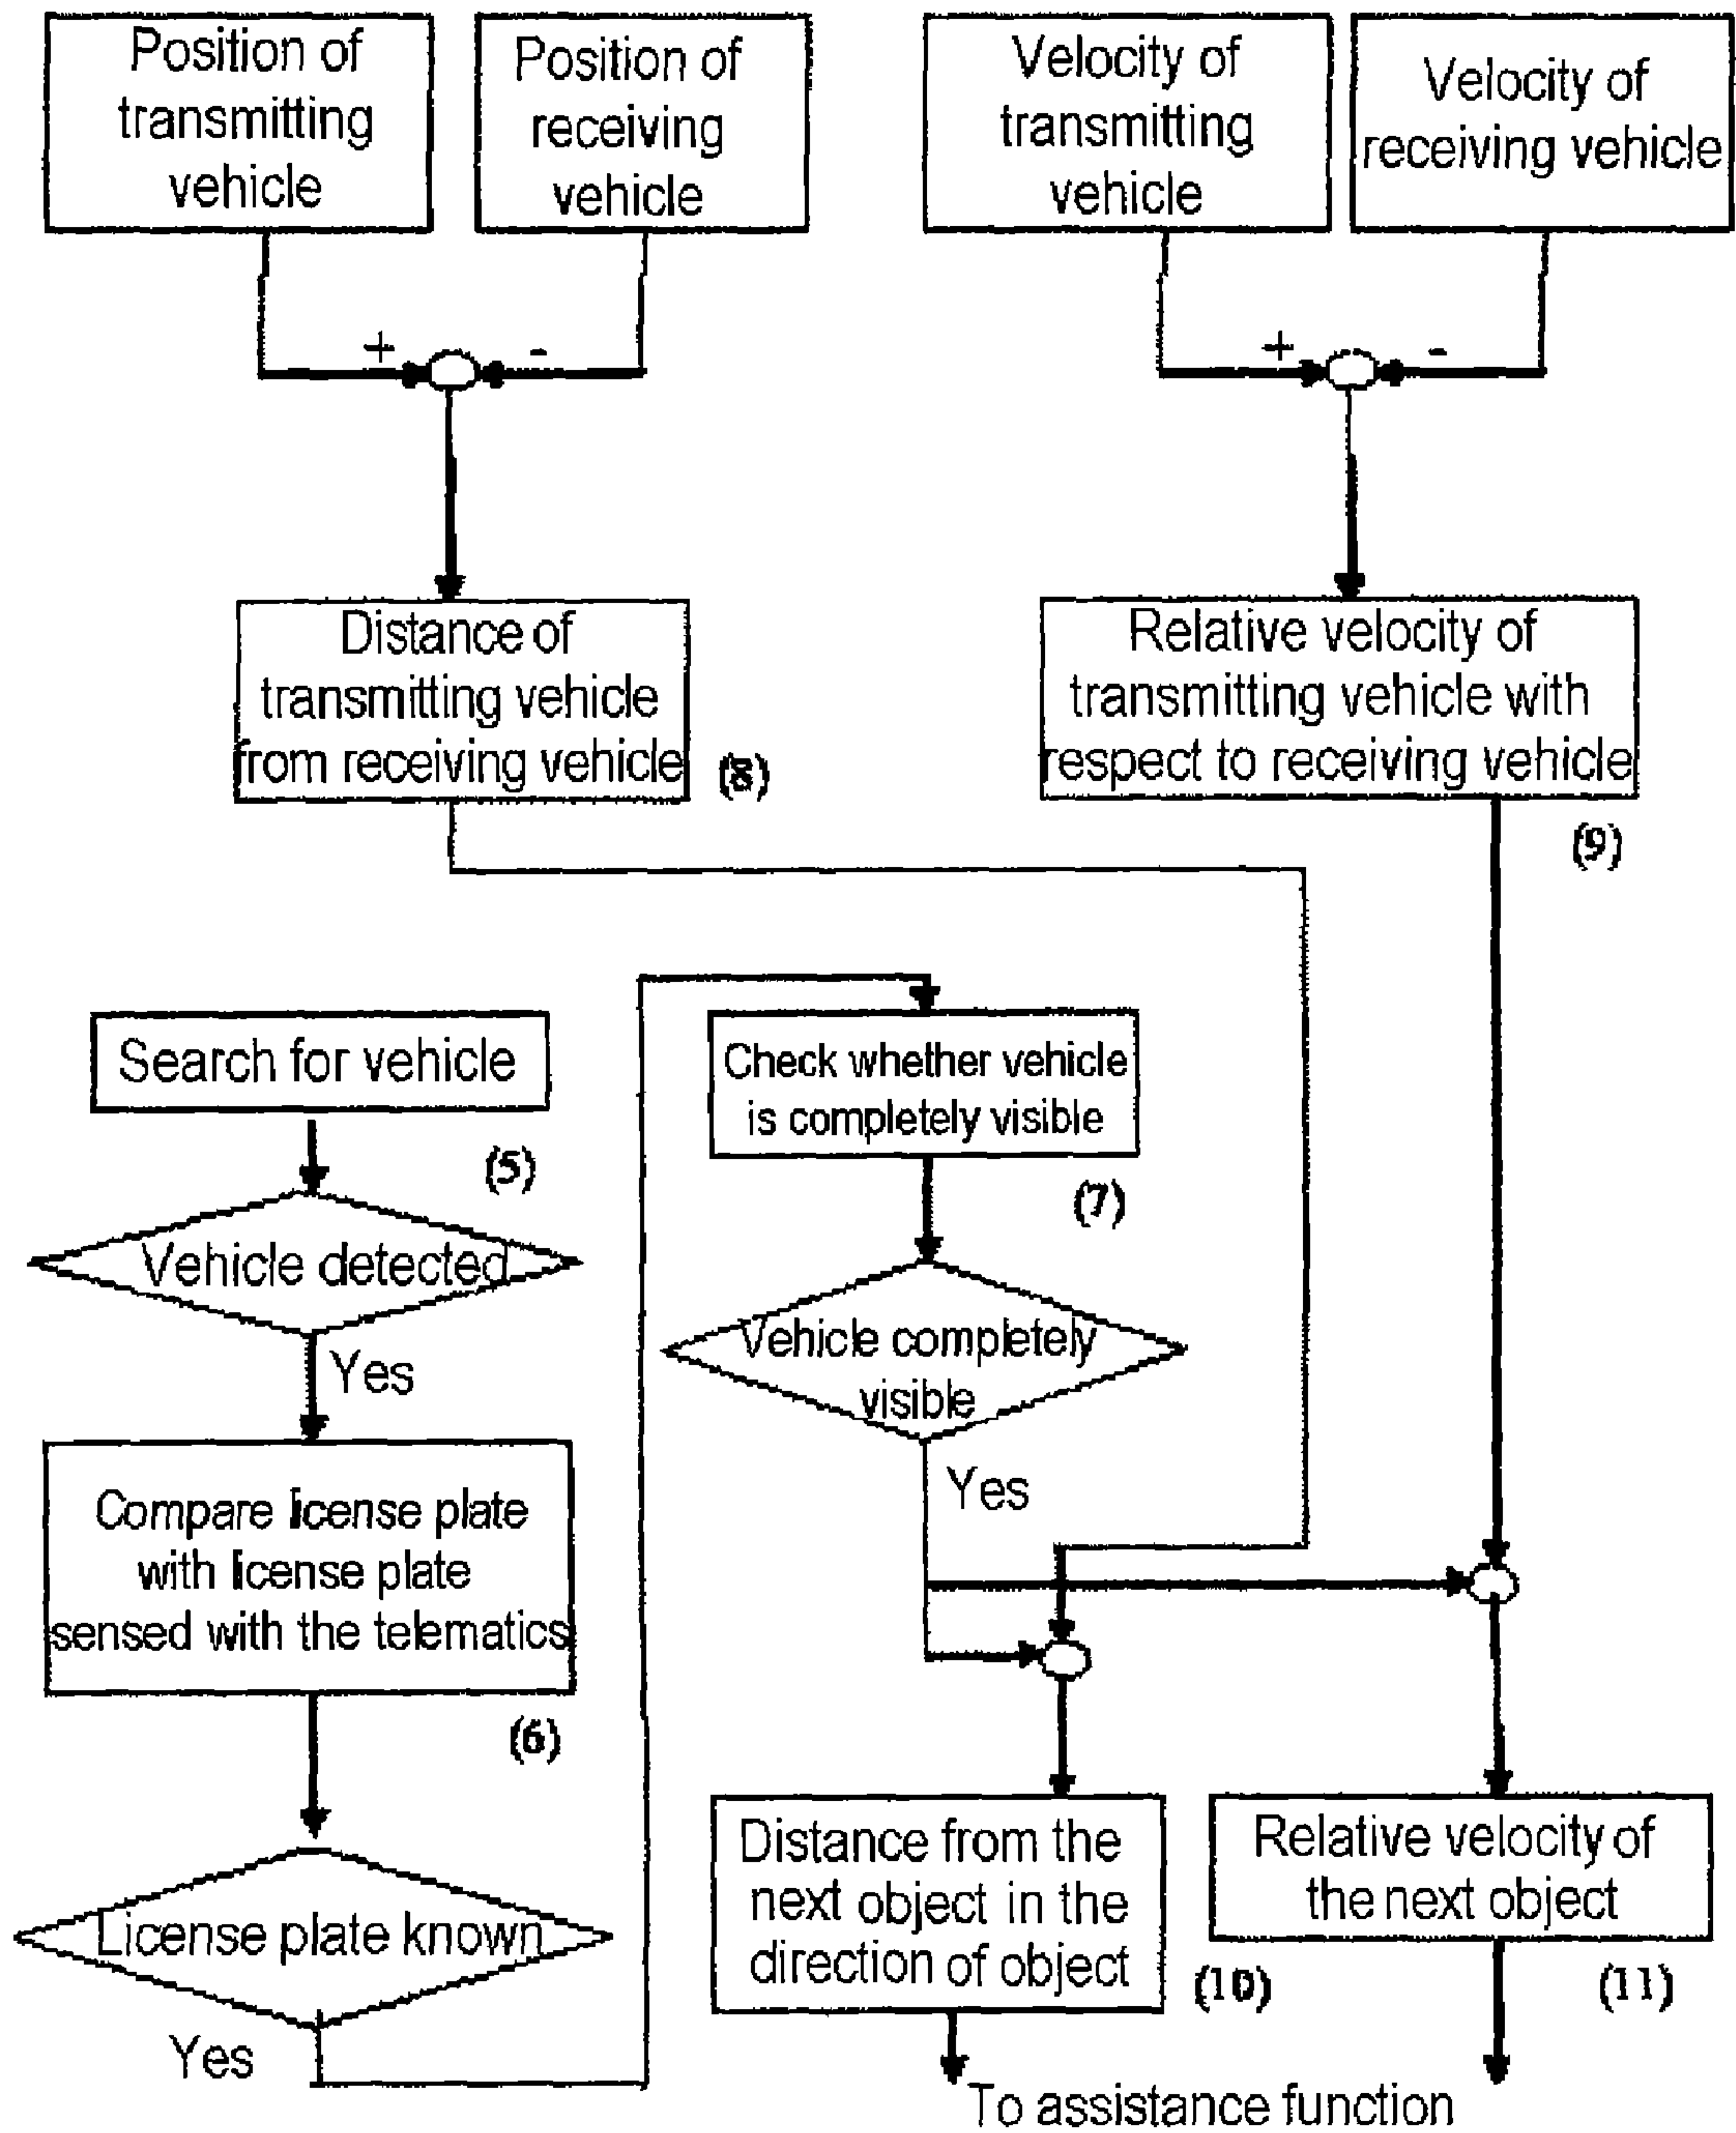 Position of
transmitting
vehicle
Position of
receiving
vehicle
Velocity of
transmitting
vehicle
Velocity of
receiving vehicle
+
-
+
-
Distance of
transmitting vehicle
from receiving vehicle
(8)
Relative velocity of
transmitting vehicle with
respect to receiving vehicle
(9)
Search for vehicle
(5)
Vehicle detected
Yes
Compare license plate
with license plate
sensed with the telematics
(6)
License plate known
Yes
Check whether vehicle
is completely visible
(7)
Vehicle completely
visible
Yes
Distance from the
next object in the
direction of object
(10)
Relative velocity of
the next object
(11)
To assistance function